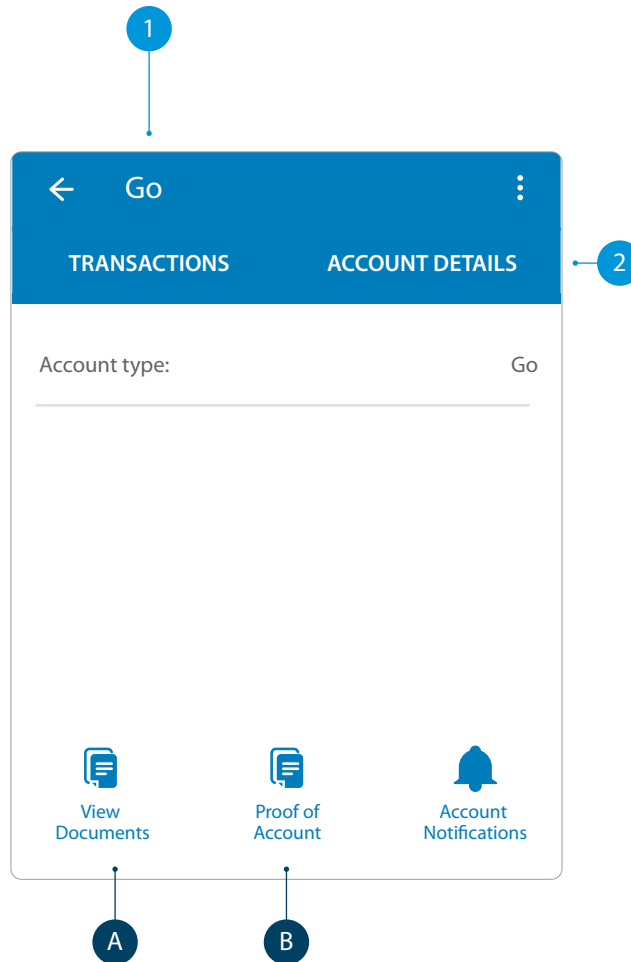 1
Go
TRANSACTIONS ACCOUNT DETAILS
2
Account type: Go
View Documents
Proof of Account
Account Notifications
A B